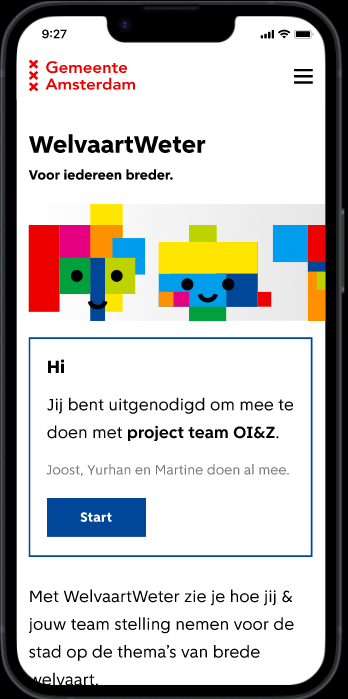 9:27
Gemeente
Amsterdam
WelvaartWeter
Voor iedereen breder.
Hi
Jij bent uitgenodigd om mee te
doen met project team OI&Z.
Joost, Yurhan en Martine doen al mee.
Start
Met WelvaartWeter zie je hoe jij &
jouw team stelling nemen voor de
stad op de thema's van brede
welvaart.